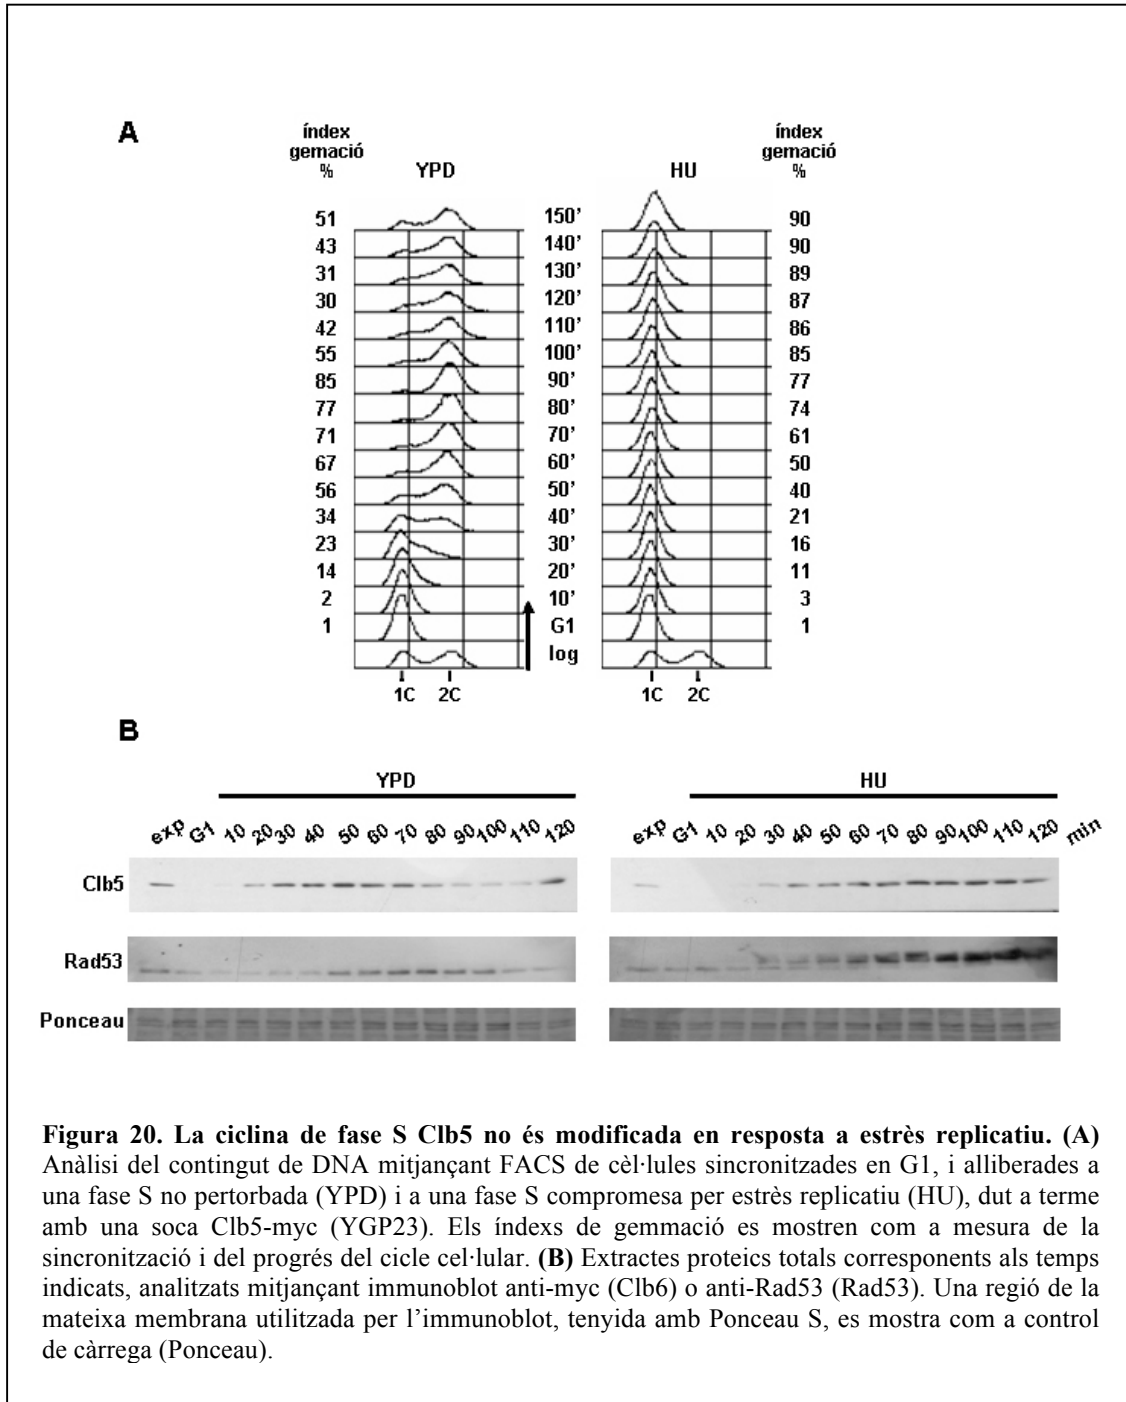 A
índex
gemació
%
YPD
HU
índex
gemació
%
51 150' 90
43 140' 90
31 130' 89
30 120' 87
42 110' 86
55 100' 85
85 90' 77
77 80' 74
71 70' 61
67 60' 50
56 50' 40
34 40' 21
23 30' 16
14 20' 11
2 10' 3
1 G1 1
log
1C 2C 1C 2C
B
YPD HU
exp G1 10 20 30 40 50 60 70 80 90 100 110 120 exp G1 10 20 30 40 50 60 70 80 90 100 110 120 min
Clb5
Rad53
Ponceau
Figura 20. La ciclina de fase S Clb5 no és modificada en resposta a estrès replicatiu. (A)
Anàlisi del contingut de DNA mitjançant FACS de cèl·lules sincronitzades en G1, i alliberades a
una fase S no pertorbada (YPD) i a una fase S compromesa per estrès replicatiu (HU), dut a terme
amb una soca Clb5-myc (YGP23). Els índexs de gemmació es mostren com a mesura de la
sincronització i del progrés del cicle cel·lular. (B) Extractes proteics totals corresponents als temps
indicats, analitzats mitjançant immunoblot anti-myc (Clb6) o anti-Rad53 (Rad53). Una regió de la
mateixa membrana utilitzada per l'immunoblot, tenyida amb Ponceau S, es mostra com a control
de càrrega (Ponceau).